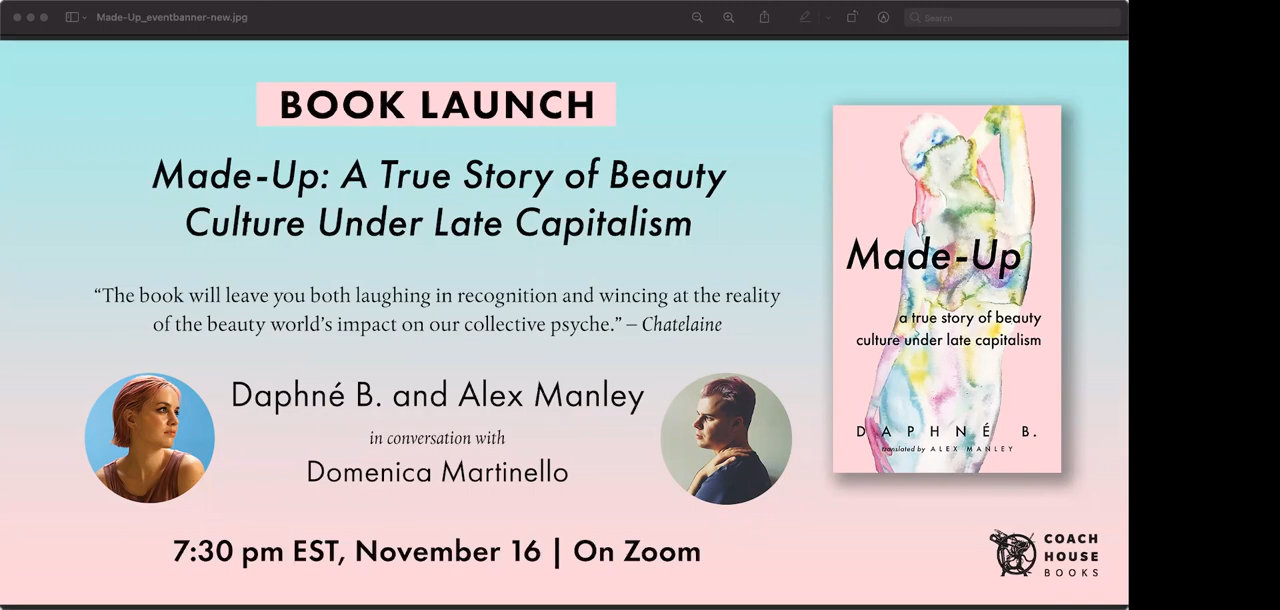 Made-Up_eventbanner-new.jpg
Search
BOOK LAUNCH
Made-Up: A True Story of Beauty
Culture Under Late Capitalism
“The book will leave you both laughing in recognition and wincing at the reality
of the beauty world’s impact on our collective psyche.” – Chatelaine
Daphné B. and Alex Manley
in conversation with
Domenica Martinello
7:30 pm EST, November 16 | On Zoom
Made-Up
a true story of beauty
culture under late capitalism
DAPHNÉ B.
translated by ALEX MANLEY
COACH
HOUSE
BOOKS